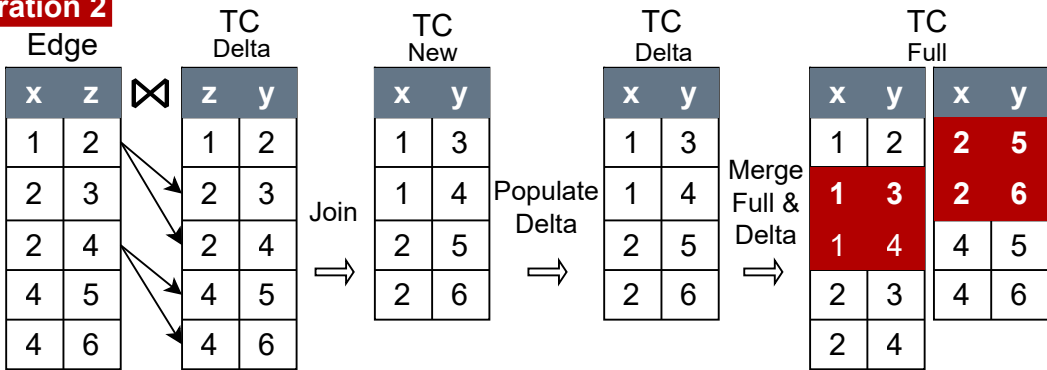 ration 2
Edge
x z
1 2
2 3
2 4
4 5
4 6
⋈
TC
Delta
z y
1 2
2 3
2 4
4 5
4 6
Join
TC
New
x y
1 3
1 4
2 5
2 6
Populate
Delta
TC
Delta
x y
1 3
1 4
2 5
2 6
Merge
Full &
Delta
TC
Full
x y
1 2
1 3
1 4
2 3
2 4
x y
2 5
2 6
4 5
4 6